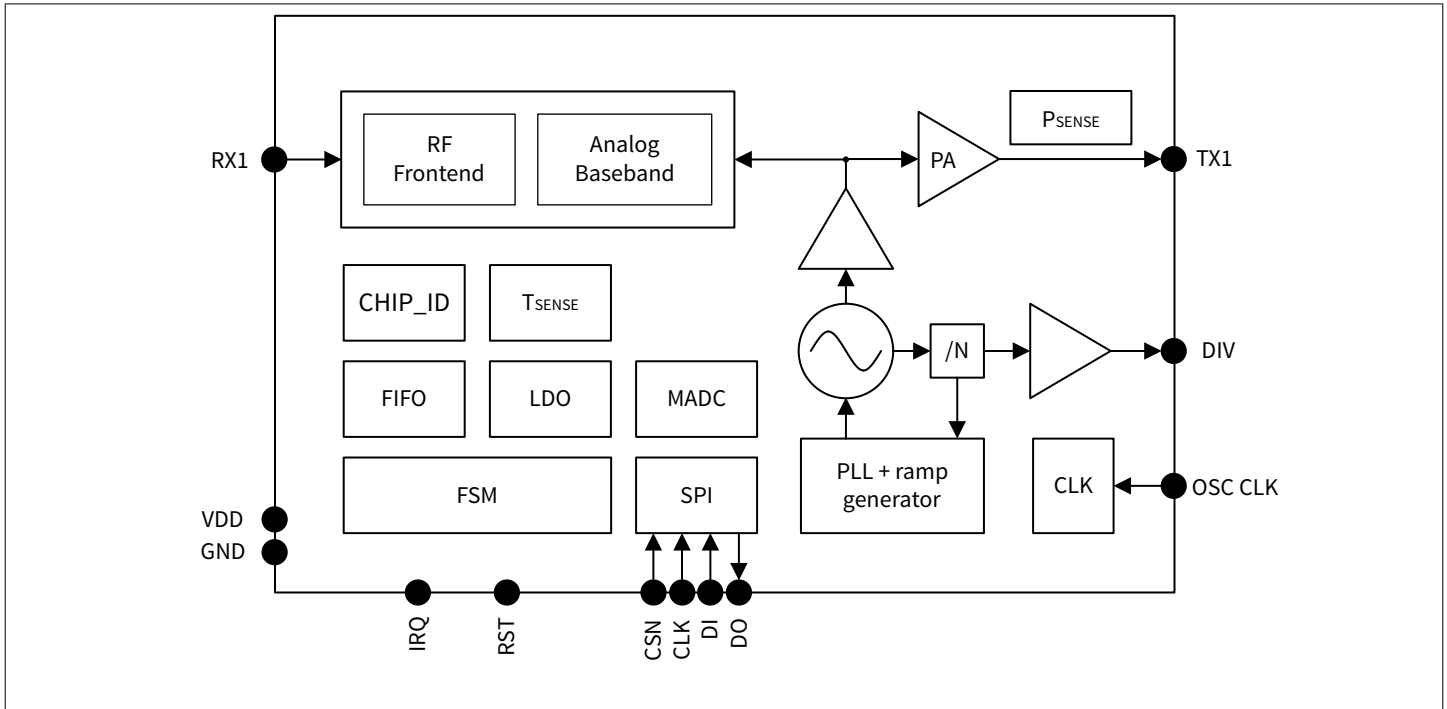 PSENSE
RX1
RF
Frontend
Analog
Baseband
PA
TX1
CHIP_ID
TSENSE
/N
DIV
FIFO
LDO
MADC
PLL + ramp
generator
CLK
OSC CLK
FSM
SPI
VDD
GND
IRQ
RST
CSN
CLK
DI
DO